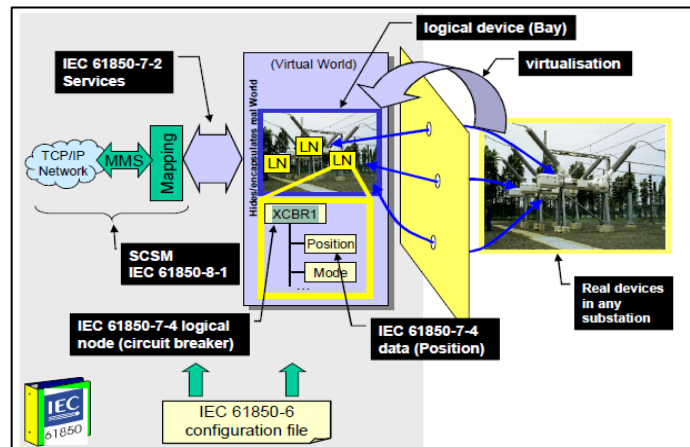 logical device (Bay)
IEC 61850-7-2
Services
(Virtual World)
virtualisation
Hides/encapsulates real World
TCP/IP
Network
MMS
Mapping
LN
LN
LN
XCBR1
Position
Mode
...
SCSM
IEC 61850-8-1
Real devices
in any
substation
IEC 61850-7-4 logical
node (circuit breaker)
IEC 61850-7-4
data (Position)
IEC 61850-6
configuration file
IEC
61850